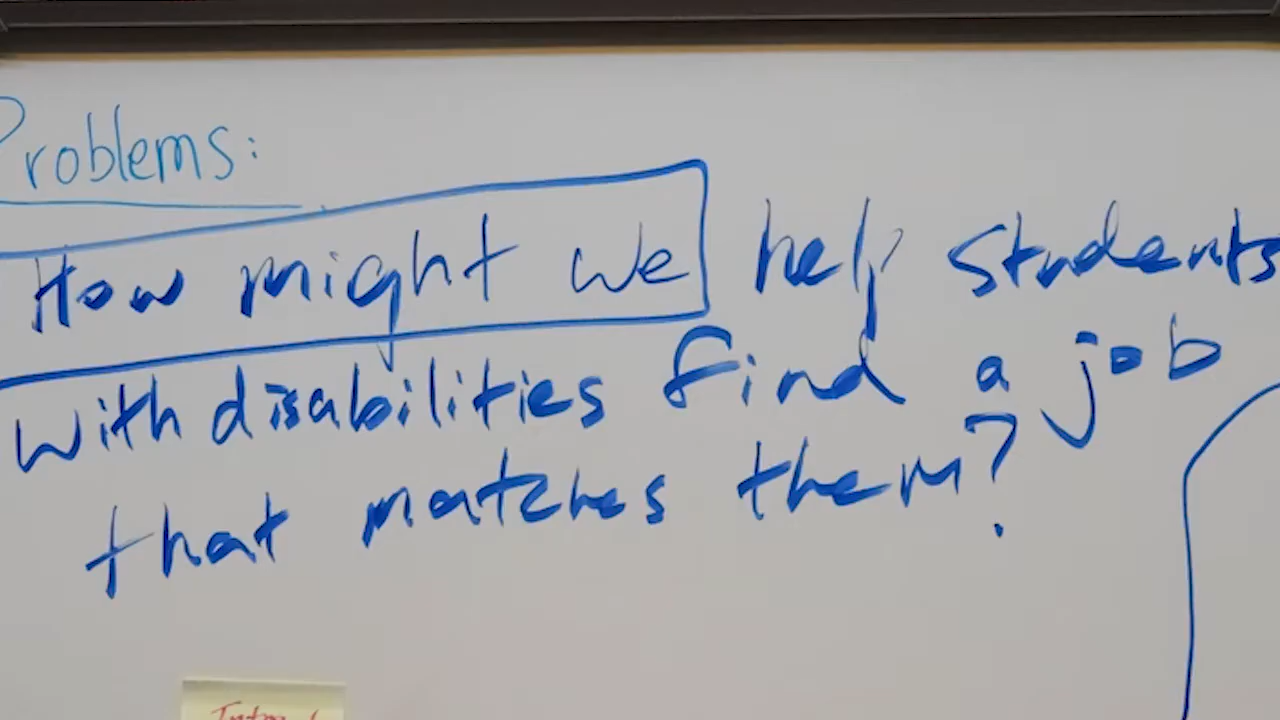 Problems:
How might we help students
with disabilities find a job
that matches them?